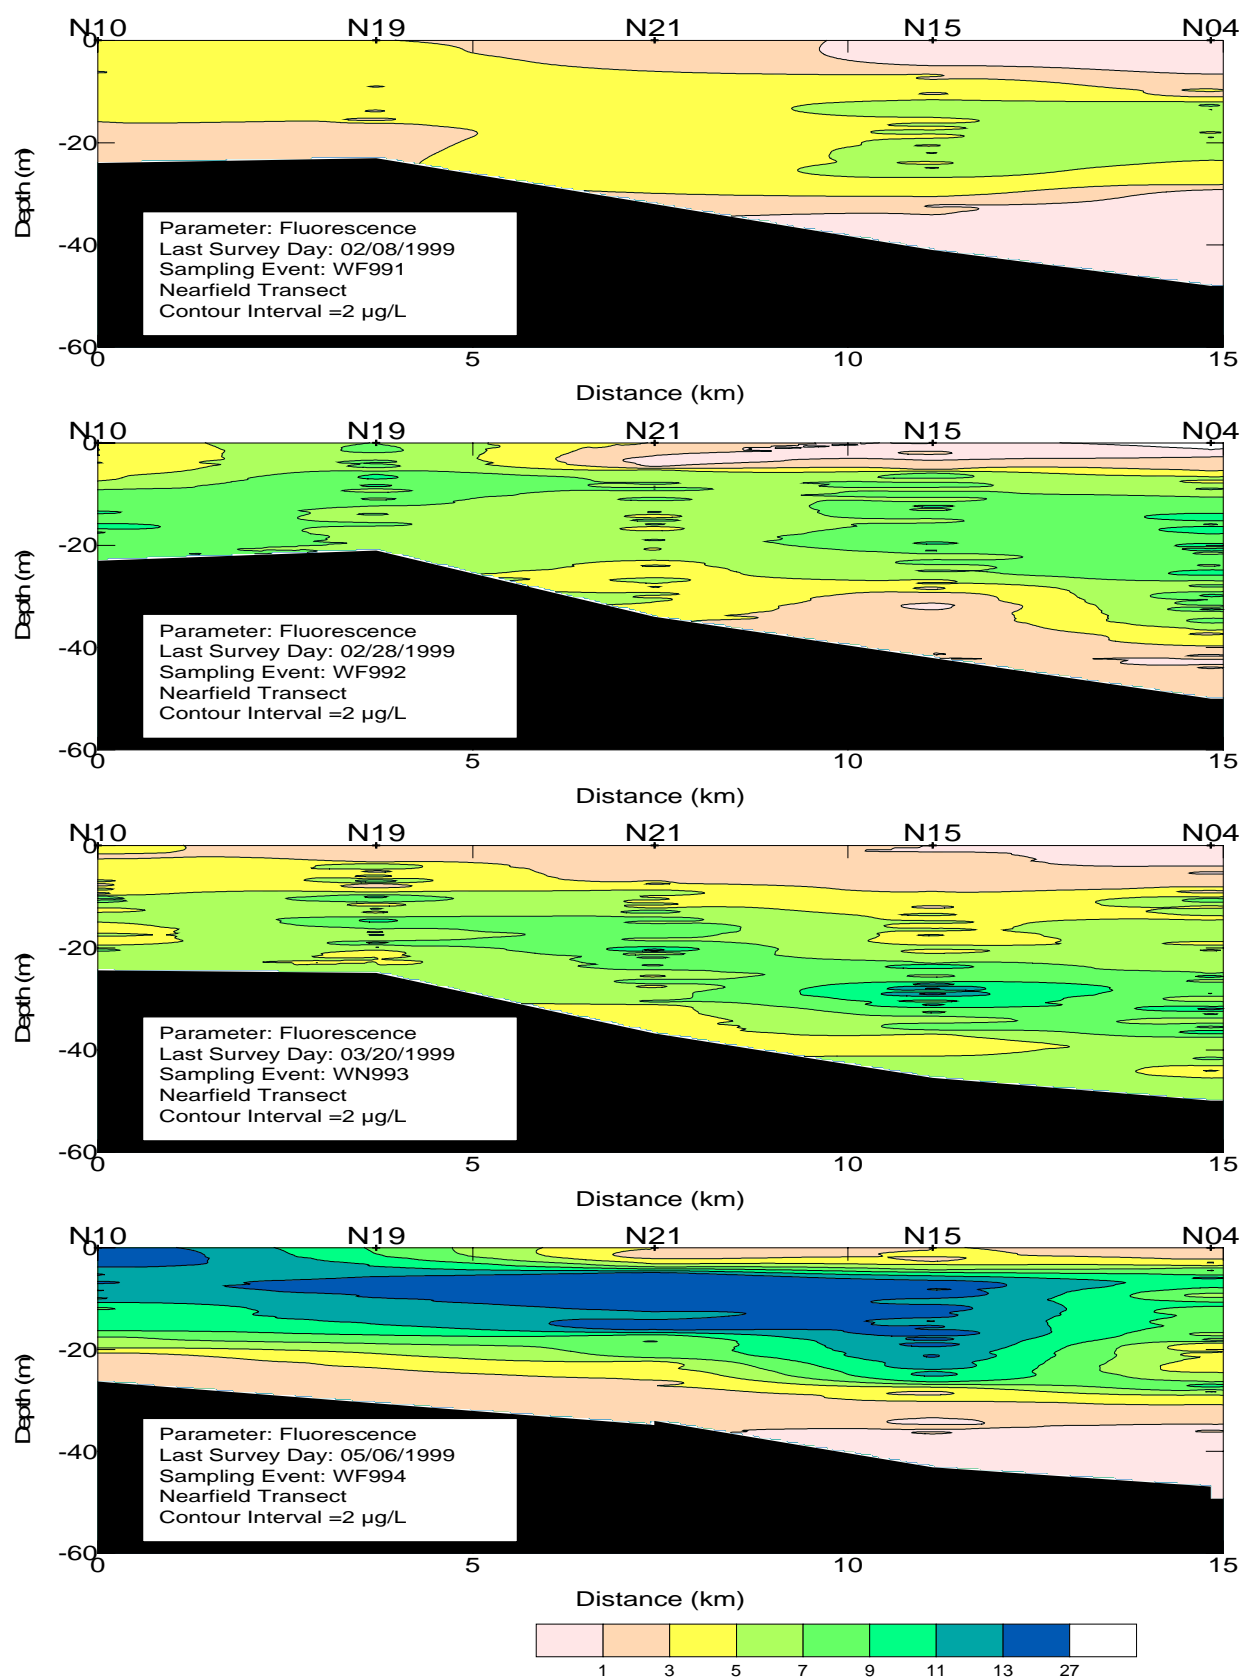 N10 N19 N21 N15 N04
0
-20
-40
-60
Depth (m)
Parameter: Fluorescence
Last Survey Day: 02/08/1999
Sampling Event: WF991
Nearfield Transect
Contour Interval =2 µg/L
0 5 10 15
Distance (km)
N10 N19 N21 N15 N04
0
-20
-40
-60
Depth (m)
Parameter: Fluorescence
Last Survey Day: 02/28/1999
Sampling Event: WF992
Nearfield Transect
Contour Interval =2 µg/L
0 5 10 15
Distance (km)
N10 N19 N21 N15 N04
0
-20
-40
-60
Depth (m)
Parameter: Fluorescence
Last Survey Day: 03/20/1999
Sampling Event: WN993
Nearfield Transect
Contour Interval =2 µg/L
0 5 10 15
Distance (km)
N10 N19 N21 N15 N04
0
-20
-40
-60
Depth (m)
Parameter: Fluorescence
Last Survey Day: 05/06/1999
Sampling Event: WF994
Nearfield Transect
Contour Interval =2 µg/L
0 5 10 15
Distance (km)
1 3 5 7 9 11 13 27